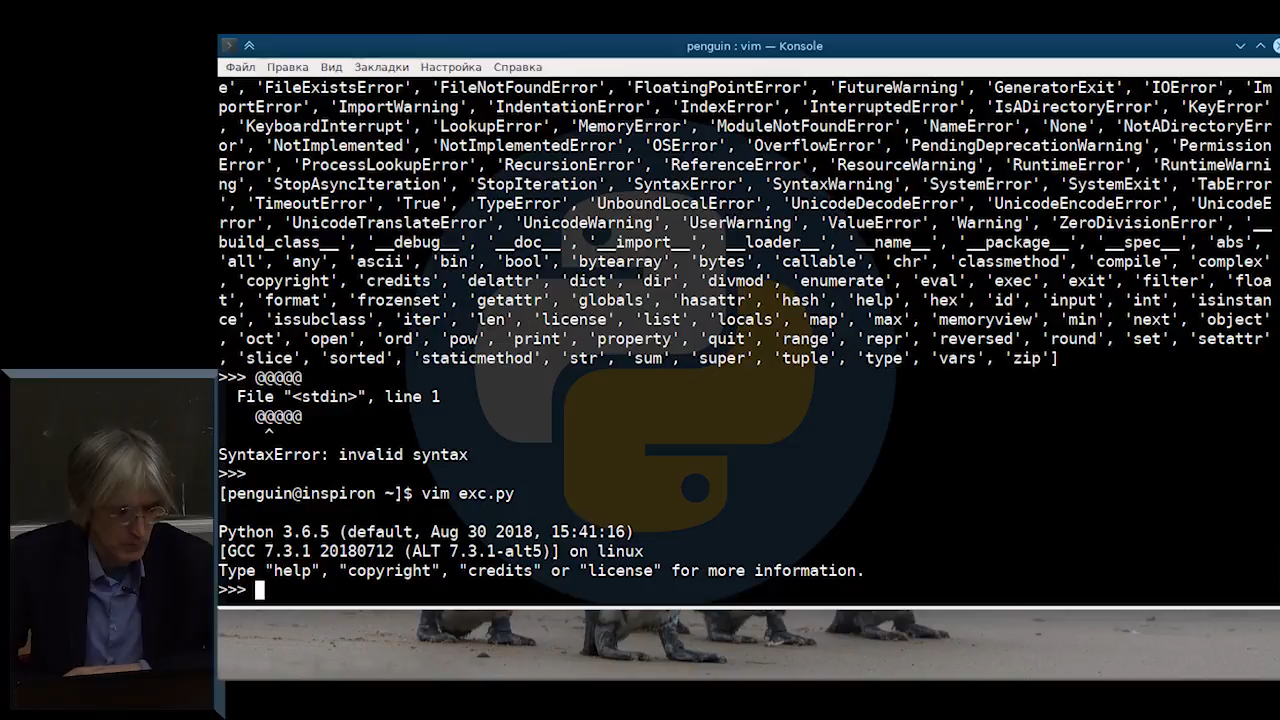 penguin : vim — Konsole
Файл Правка Вид Закладки Настройка Справка
e', 'FileExistsError', 'FileNotFoundError', 'FloatingPointError', 'FutureWarning', 'GeneratorExit', 'IOError', 'Im
portError', 'ImportWarning', 'IndentationError', 'IndexError', 'InterruptedError', 'IsADirectoryError', 'KeyError'
, 'KeyboardInterrupt', 'LookupError', 'MemoryError', 'ModuleNotFoundError', 'NameError', 'None', 'NotADirectoryErr
or', 'NotImplemented', 'NotImplementedError', 'OSError', 'OverflowError', 'PendingDeprecationWarning', 'Permission
Error', 'ProcessLookupError', 'RecursionError', 'ReferenceError', 'ResourceWarning', 'RuntimeError', 'RuntimeWarni
ng', 'StopAsyncIteration', 'StopIteration', 'SyntaxError', 'SyntaxWarning', 'SystemError', 'SystemExit', 'TabError
', 'TimeoutError', 'True', 'TypeError', 'UnboundLocalError', 'UnicodeDecodeError', 'UnicodeEncodeError', 'UnicodeE
rror', 'UnicodeTranslateError', 'UnicodeWarning', 'UserWarning', 'ValueError', 'Warning', 'ZeroDivisionError', '__
build_class__', '__debug__', '__doc__', '__import__', '__loader__', '__name__', '__package__', '__spec__', 'abs',
'all', 'any', 'ascii', 'bin', 'bool', 'bytearray', 'bytes', 'callable', 'chr', 'classmethod', 'compile', 'complex'
, 'copyright', 'credits', 'delattr', 'dict', 'dir', 'divmod', 'enumerate', 'eval', 'exec', 'exit', 'filter', 'floa
t', 'format', 'frozenset', 'getattr', 'globals', 'hasattr', 'hash', 'help', 'hex', 'id', 'input', 'int', 'isinstan
ce', 'issubclass', 'iter', 'len', 'license', 'list', 'locals', 'map', 'max', 'memoryview', 'min', 'next', 'object'
, 'oct', 'open', 'ord', 'pow', 'print', 'property', 'quit', 'range', 'repr', 'reversed', 'round', 'set', 'setattr'
, 'slice', 'sorted', 'staticmethod', 'str', 'sum', 'super', 'tuple', 'type', 'vars', 'zip']
>>> @@@@@
File "<stdin>", line 1
@@@@@
^
SyntaxError: invalid syntax
>>>
[penguin@inspiron ~]$ vim exc.py
Python 3.6.5 (default, Aug 30 2018, 15:41:16)
[GCC 7.3.1 20180712 (ALT 7.3.1-alt5)] on linux
Type "help", "copyright", "credits" or "license" for more information.
>>>